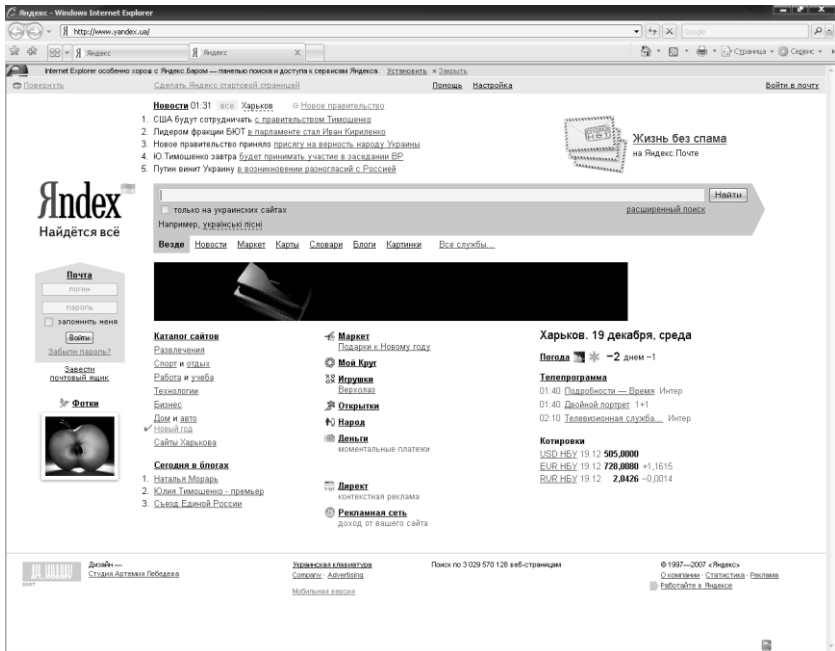 Яндекс - Windows Internet Explorer
http://www.yandex.ua/
Google
Яндекс
Яндекс
Страница
Сервис
Internet Explorer особенно хорош с Яндекс.Баром — панелью поиска и доступа к сервисам Яндекса. Установить × Закрыть
Повернуть
Сделать Яндекс стартовой страницей
Помощь Настройка
Войти в почту
Новости 01:31 все Харьков Новое правительство
1. США будут сотрудничать с правительством Тимошенко
2. Лидером фракции БЮТ в парламенте стал Иван Кириленко
3. Новое правительство приняло присягу на верность народу Украины
4. Ю.Тимошенко завтра будет принимать участие в заседании ВР
5. Путин винит Украину в возникновении разногласий с Россией
НЕТ
Жизнь без спама
на Яндекс.Почте
Яndex
Найдётся всё
Найти
только на украинских сайтах
расширенный поиск
Например, українські пісні
Везде Новости Маркет Карты Словари Блоги Картинки Все службы...
Почта
логин
пароль
запомнить меня
Войти
Забыли пароль?
Завести
почтовый ящик
Фотки
Каталог сайтов
Развлечения
Спорт и отдых
Работа и учеба
Технологии
Бизнес
Дом и авто
Новый год
Сайты Харькова
Сегодня в блогах
1. Наталья Морарь
2. Юлия Тимошенко - премьер
3. Съезд Единой России
Маркет
Подарки к Новому году
Мой Круг
Игрушки
Верхолаз
Открытки
Народ
Деньги
моментальные платежи
Директ
контекстная реклама
Рекламная сеть
доход от вашего сайта
Харьков. 19 декабря, среда
Погода −2 днем −1
Телепрограмма
01:40 Подробности — Время Интер
01:40 Двойной портрет 1+1
02:10 Телевизионная служба... Интер
Котировки
USD НБУ 19.12 505,0000
EUR НБУ 19.12 728,0080 +1,1615
RUR НБУ 19.12 2,0426 −0,0014
2007
Дизайн —
Студия Артемия Лебедева
Украинская клавиатура
Company · Advertising
Мобильная версия
Поиск по 3 029 570 128 веб-страницам
© 1997—2007 «Яндекс»
О компании · Статистика · Реклама
Работайте в Яндексе